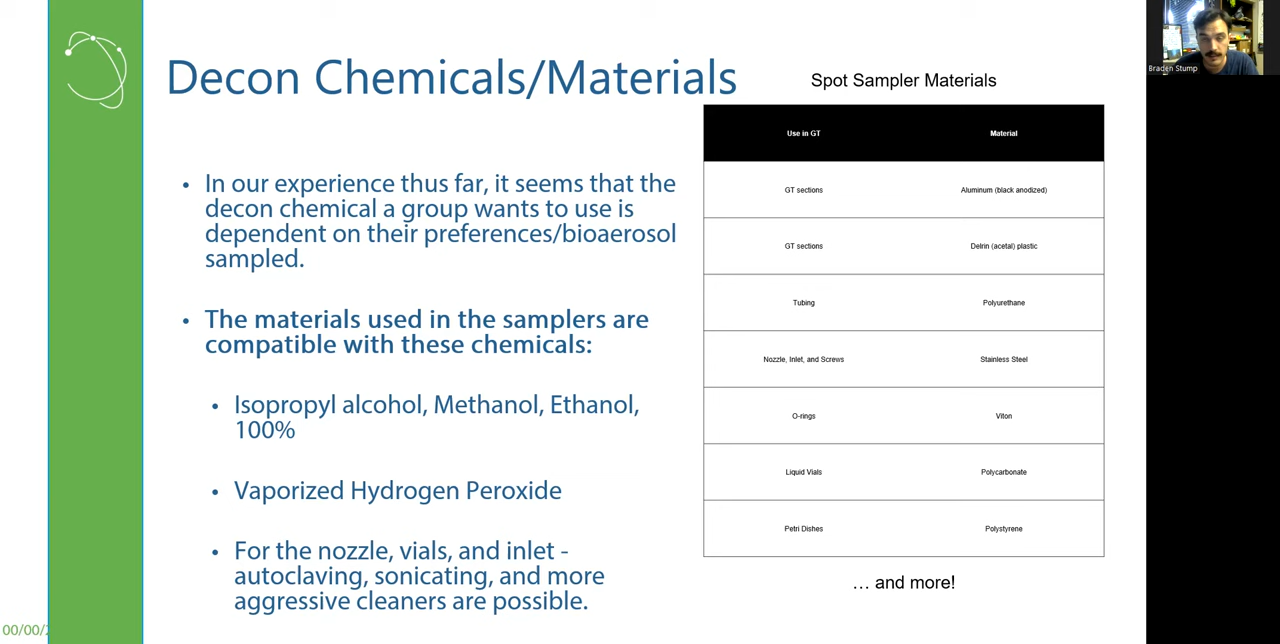 Decon Chemicals/Materials
• In our experience thus far, it seems that the
decon chemical a group wants to use is
dependent on their preferences/bioaerosol
sampled.
• The materials used in the samplers are
compatible with these chemicals:
• Isopropyl alcohol, Methanol, Ethanol,
100%
• Vaporized Hydrogen Peroxide
• For the nozzle, vials, and inlet -
autoclaving, sonicating, and more
aggressive cleaners are possible.
00/00/2
Spot Sampler Materials
Use in GT Material
GT sections Aluminum (black anodized)
GT sections Delrin (acetal) plastic
Tubing Polyurethane
Nozzle, Inlet, and Screws Stainless Steel
O-rings Viton
Liquid Vials Polycarbonate
Petri Dishes Polystyrene
… and more!
Braden Stump